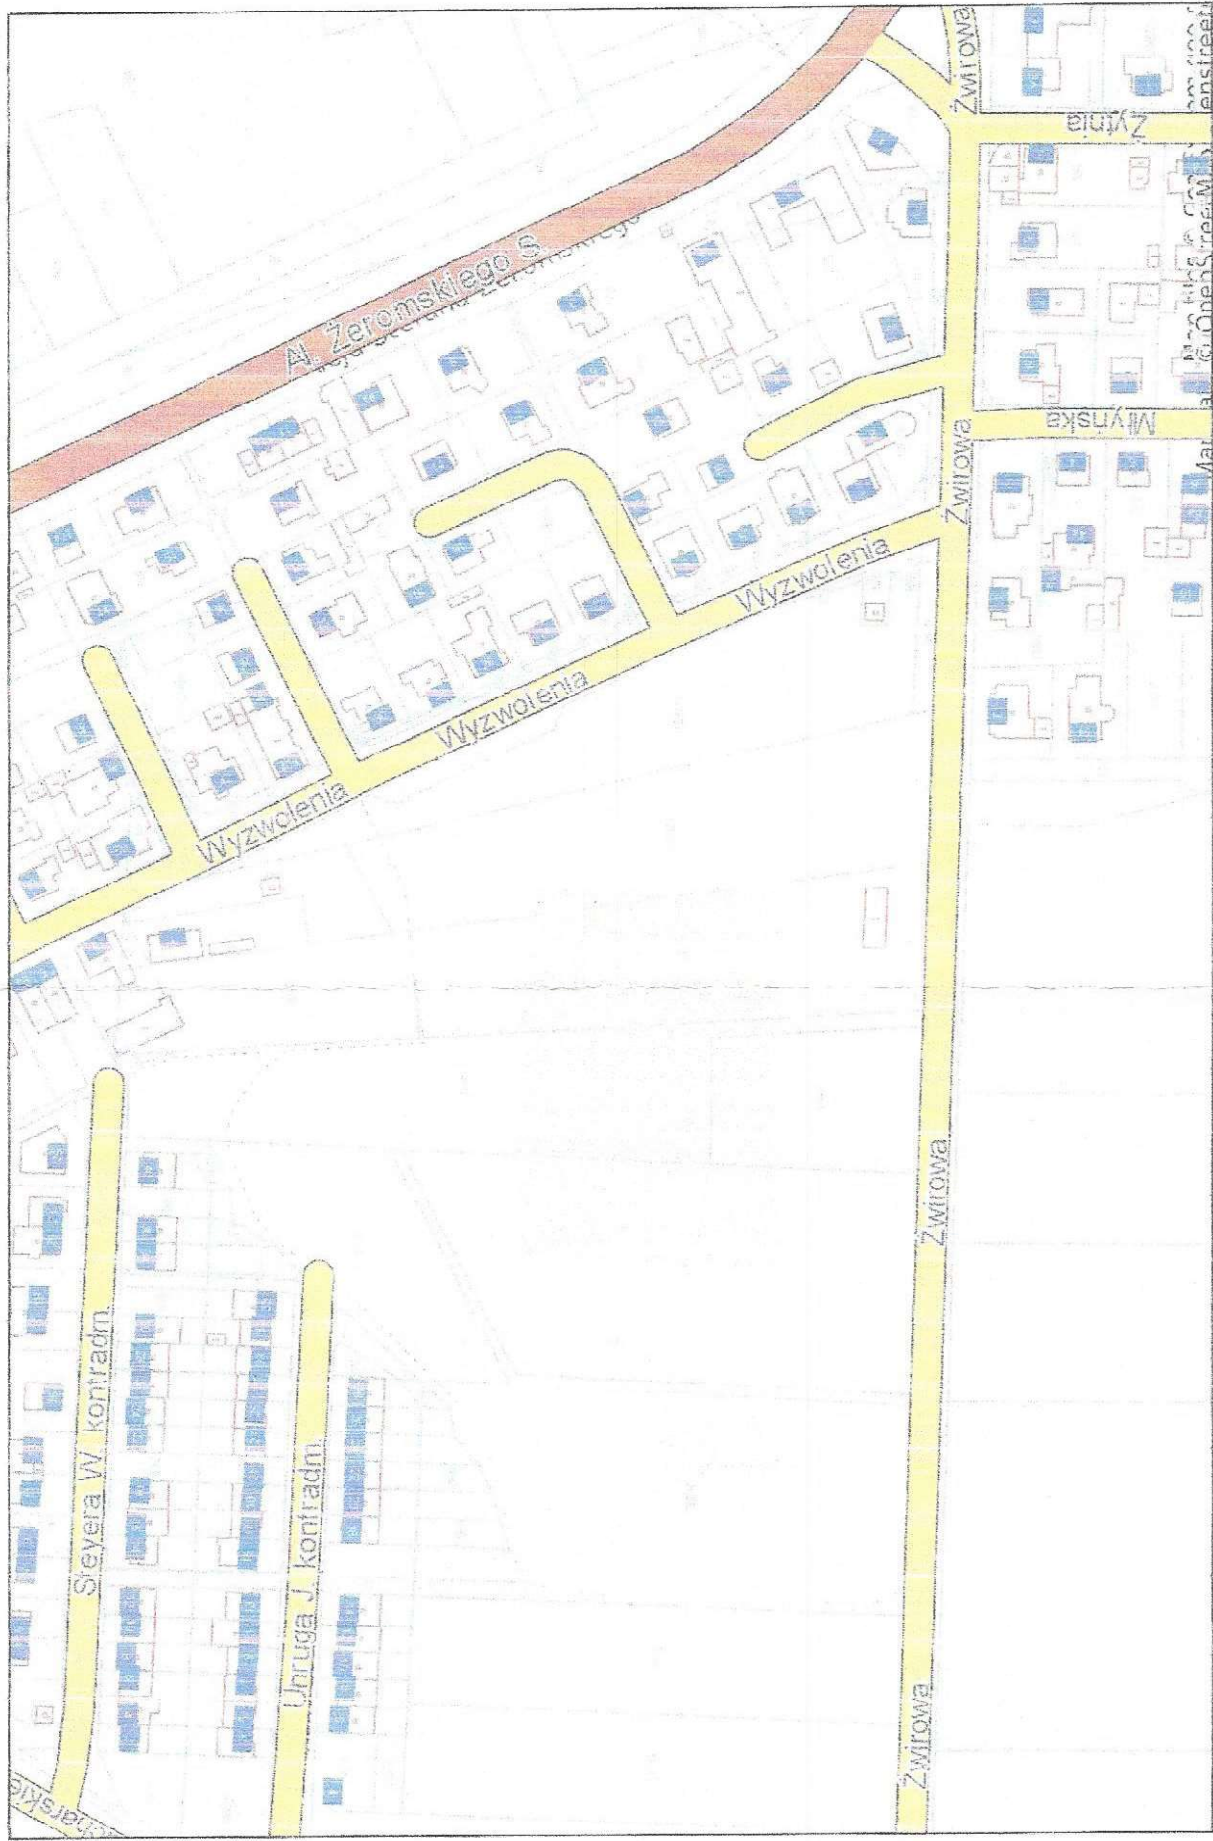 Żwirowa
Żytnia
Al. Żeromskiego S.
Młyńska
Żwirowa
Wyzwolenia
Wyzwolenia
Wyzwolenia
Żwirowa
Steyera W. kontradm.
Unruga J. kontradm.
Żwirowa